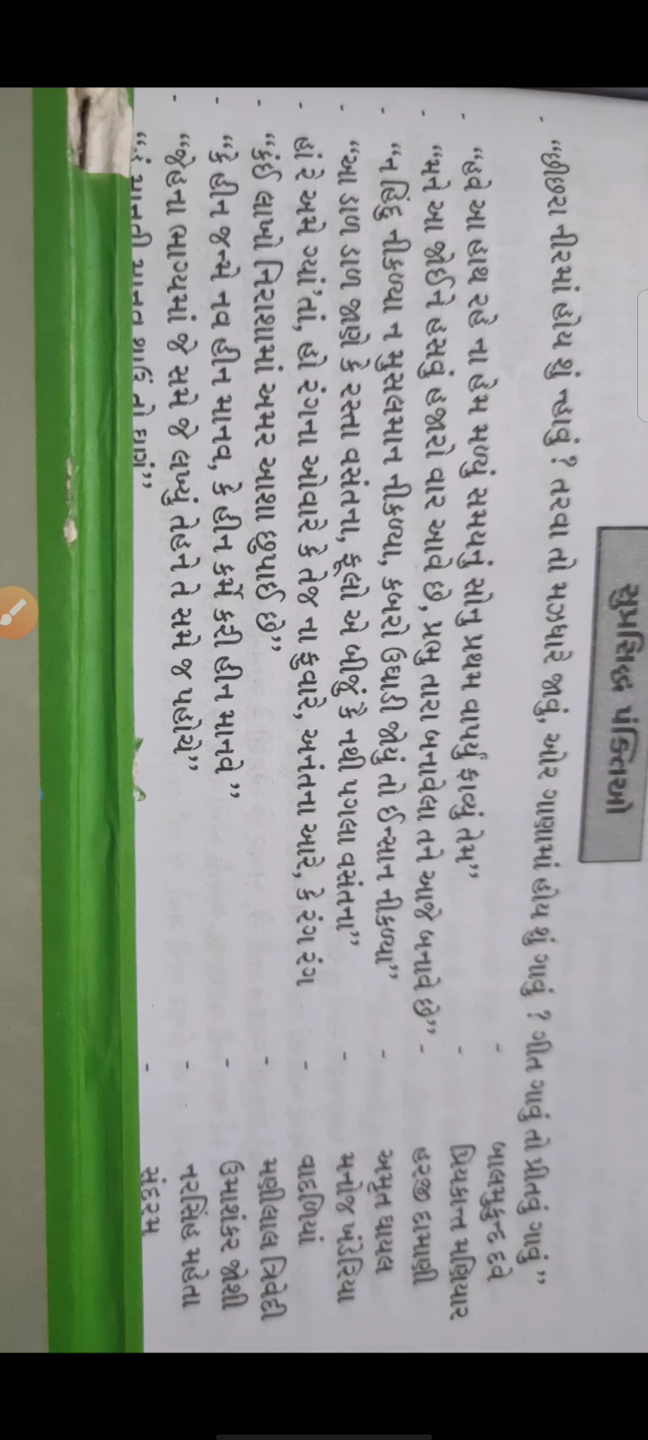 સુપ્રસિદ્ધ પંકિતઓ
- “છીછરા નીરમાં હોય શું ન્હાવું ? તરવા તો મઝધારે જાવું, ઓર ગાણામાં હોય શું ગાવું ? ગીત ગાવું તો પ્રીતનું ગાવું”
- બાલમુકુન્દ દવે
- “હવે આ હાથ રહે ના હેમ મળ્યું સમયનું સોનુ પ્રથમ વાપર્યું ફાવ્યું તેમ” - પ્રિયકાન્ત મણિયાર
- “મને આ જોઈને હસવું હજારો વાર આવે છે, પ્રભુ તારા બનાવેલા તને આજે બનાવે છે” - હરજી દામાણી
- “ન હિંદુ નીકળ્યા ન મુસલમાન નીકળ્યા, કબરો ઉઘાડી જોયું તો ઈન્સાન નીકળ્યા” - અમૃત ઘાયલ
- “આ ડાળ ડાળ જાણે કે રસ્તા વસંતના, ફૂલો એ બીજું કૈ નથી પગલા વસંતના” - મનોજ ખંડેરિયા
- હાં રે અમે ગ્યાં’તાં, હો રંગના ઓવારે કે તેજ ના ફુવારે, અનંતના આરે, કે રંગ રંગ - વાદળિયાં
- “કંઈ લાખો નિરાશામાં અમર અાશા છુપાઈ છે” - મણીલાલ ત્રિવેદી
- “કે હીન જન્મે નવ હીન માનવ, કે હીન કર્મે કરી હીન માનવે ” - ઉમાશંકર જોશી
- “જેહના ભાગ્યમાં જે સમે જે લખ્યું તેહને તે સમે જ પહોંચે” - નરસિંહ મહેતા
માનવ - સુંદરમ